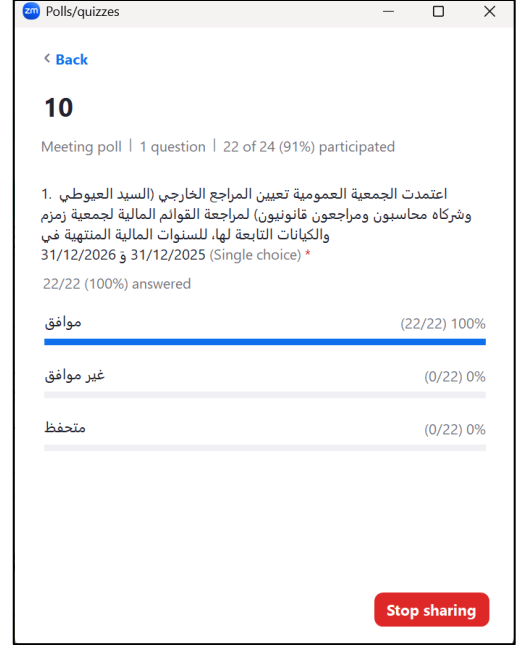 zm Polls/quizzes
< Back
10
Meeting poll | 1 question | 22 of 24 (91%) participated
1. اعتمدت الجمعية العمومية تعيين المراجع الخارجي (السيد العيوطي
وشركاه محاسبون ومراجعون قانونيون) لمراجعة القوائم المالية لجمعية زمزم
والكيانات التابعة لها، للسنوات المالية المنتهية في
31/12/2025 وَ 31/12/2026 (Single choice) *
22/22 (100%) answered
موافق (22/22) 100%
غير موافق (0/22) 0%
متحفظ (0/22) 0%
Stop sharing